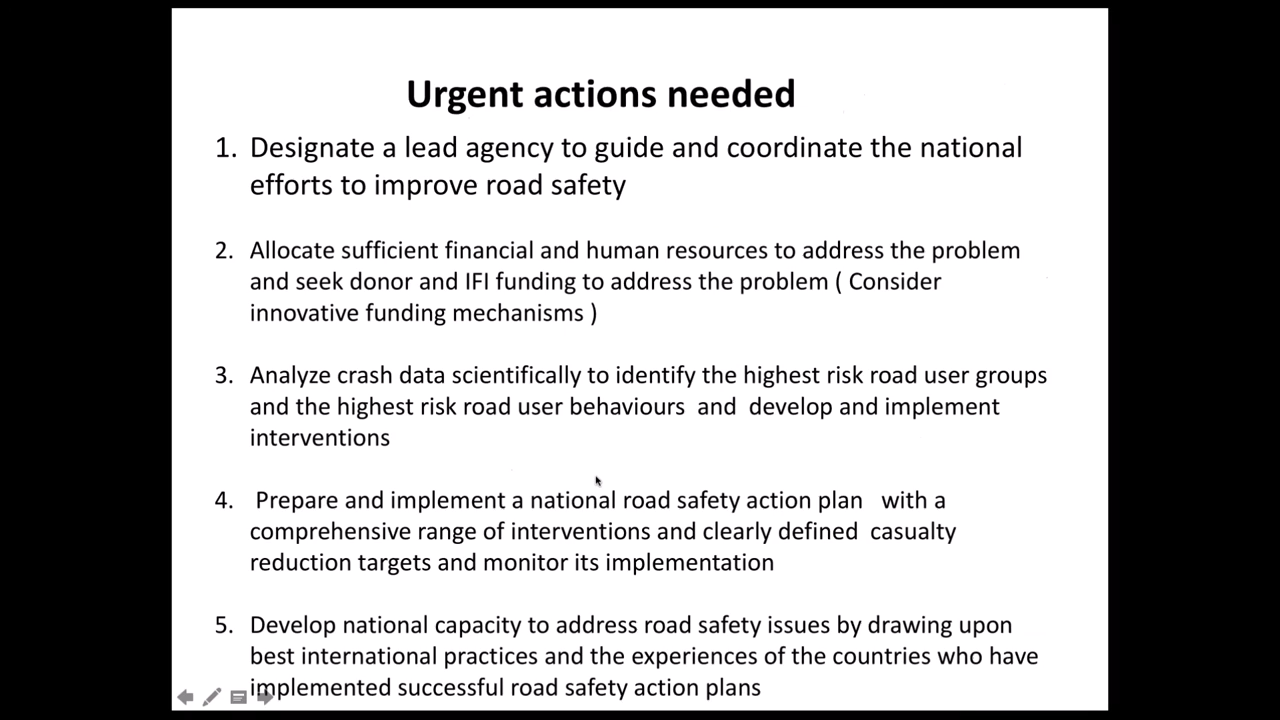 Urgent actions needed
1. Designate a lead agency to guide and coordinate the national
efforts to improve road safety
2. Allocate sufficient financial and human resources to address the problem
and seek donor and IFI funding to address the problem ( Consider
innovative funding mechanisms )
3. Analyze crash data scientifically to identify the highest risk road user groups
and the highest risk road user behaviours  and  develop and implement
interventions
4.  Prepare and implement a national road safety action plan   with a
comprehensive range of interventions and clearly defined  casualty
reduction targets and monitor its implementation
5. Develop national capacity to address road safety issues by drawing upon
best international practices and the experiences of the countries who have
implemented successful road safety action plans